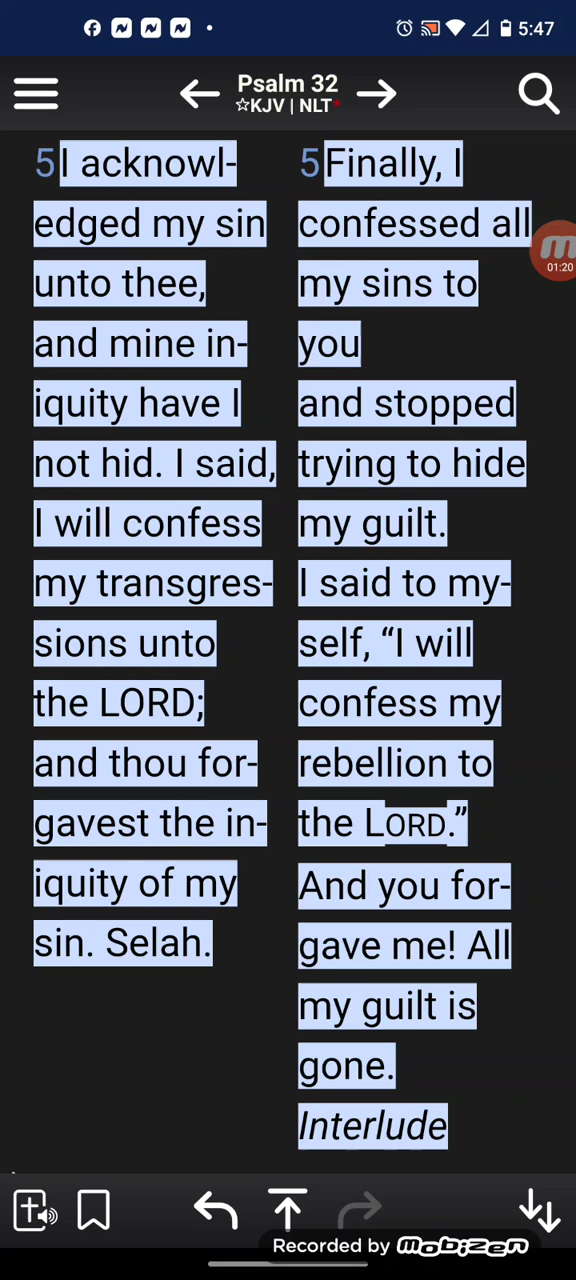 5:47
Psalm 32
☆KJV | NLT*
01:20
5 I acknowl-
edged my sin
unto thee,
and mine in-
iquity have I
not hid. I said,
I will confess
my transgres-
sions unto
the LORD;
and thou for-
gavest the in-
iquity of my
sin. Selah.
5 Finally, I
confessed all
my sins to
you
and stopped
trying to hide
my guilt.
I said to my-
self, “I will
confess my
rebellion to
the LORD.”
And you for-
gave me! All
my guilt is
gone.
Interlude
Recorded by mobizen